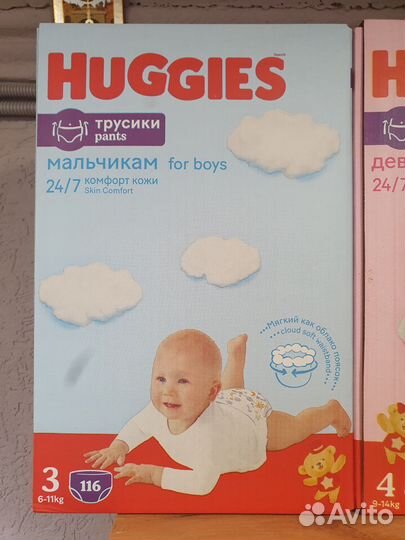 HUGGIES
трусики
pants
мальчикам for boys
24/7 комфорт кожи
Skin Comfort
Мягкий как облако поясок
cloud soft waistband
3
6-11kg
116
H
дев
24/7
4
9-14kg
Avito